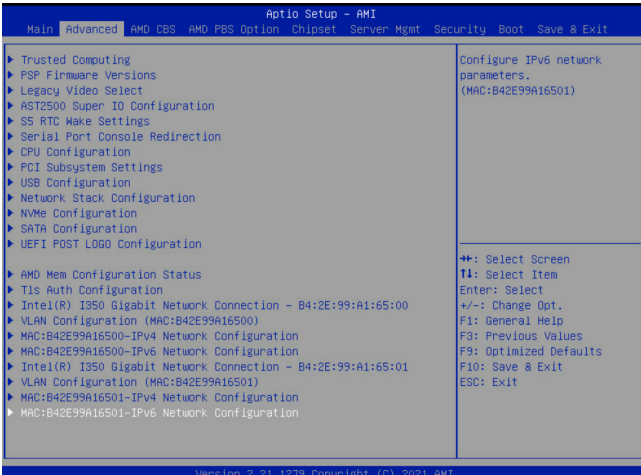 Aptio Setup - AMI
Main Advanced AMD CBS AMD PBS Option Chipset Server Mgmt Security Boot Save & Exit
Trusted Computing
PSP Firmware Versions
Legacy Video Select
AST2500 Super IO Configuration
S5 RTC Wake Settings
Serial Port Console Redirection
CPU Configuration
PCI Subsystem Settings
USB Configuration
Network Stack Configuration
NVMe Configuration
SATA Configuration
UEFI POST LOGO Configuration
AMD Mem Configuration Status
Tls Auth Configuration
Intel(R) I350 Gigabit Network Connection - B4:2E:99:A1:65:00
VLAN Configuration (MAC:B42E99A16500)
MAC:B42E99A16500-IPv4 Network Configuration
MAC:B42E99A16500-IPv6 Network Configuration
Intel(R) I350 Gigabit Network Connection - B4:2E:99:A1:65:01
VLAN Configuration (MAC:B42E99A16501)
MAC:B42E99A16501-IPv4 Network Configuration
MAC:B42E99A16501-IPv6 Network Configuration
Configure IPv6 network
parameters.
(MAC:B42E99A16501)
→←: Select Screen
↑↓: Select Item
Enter: Select
+/-: Change Opt.
F1: General Help
F3: Previous Values
F9: Optimized Defaults
F10: Save & Exit
ESC: Exit
Version 2.21.1279 Copyright (C) 2021 AMI